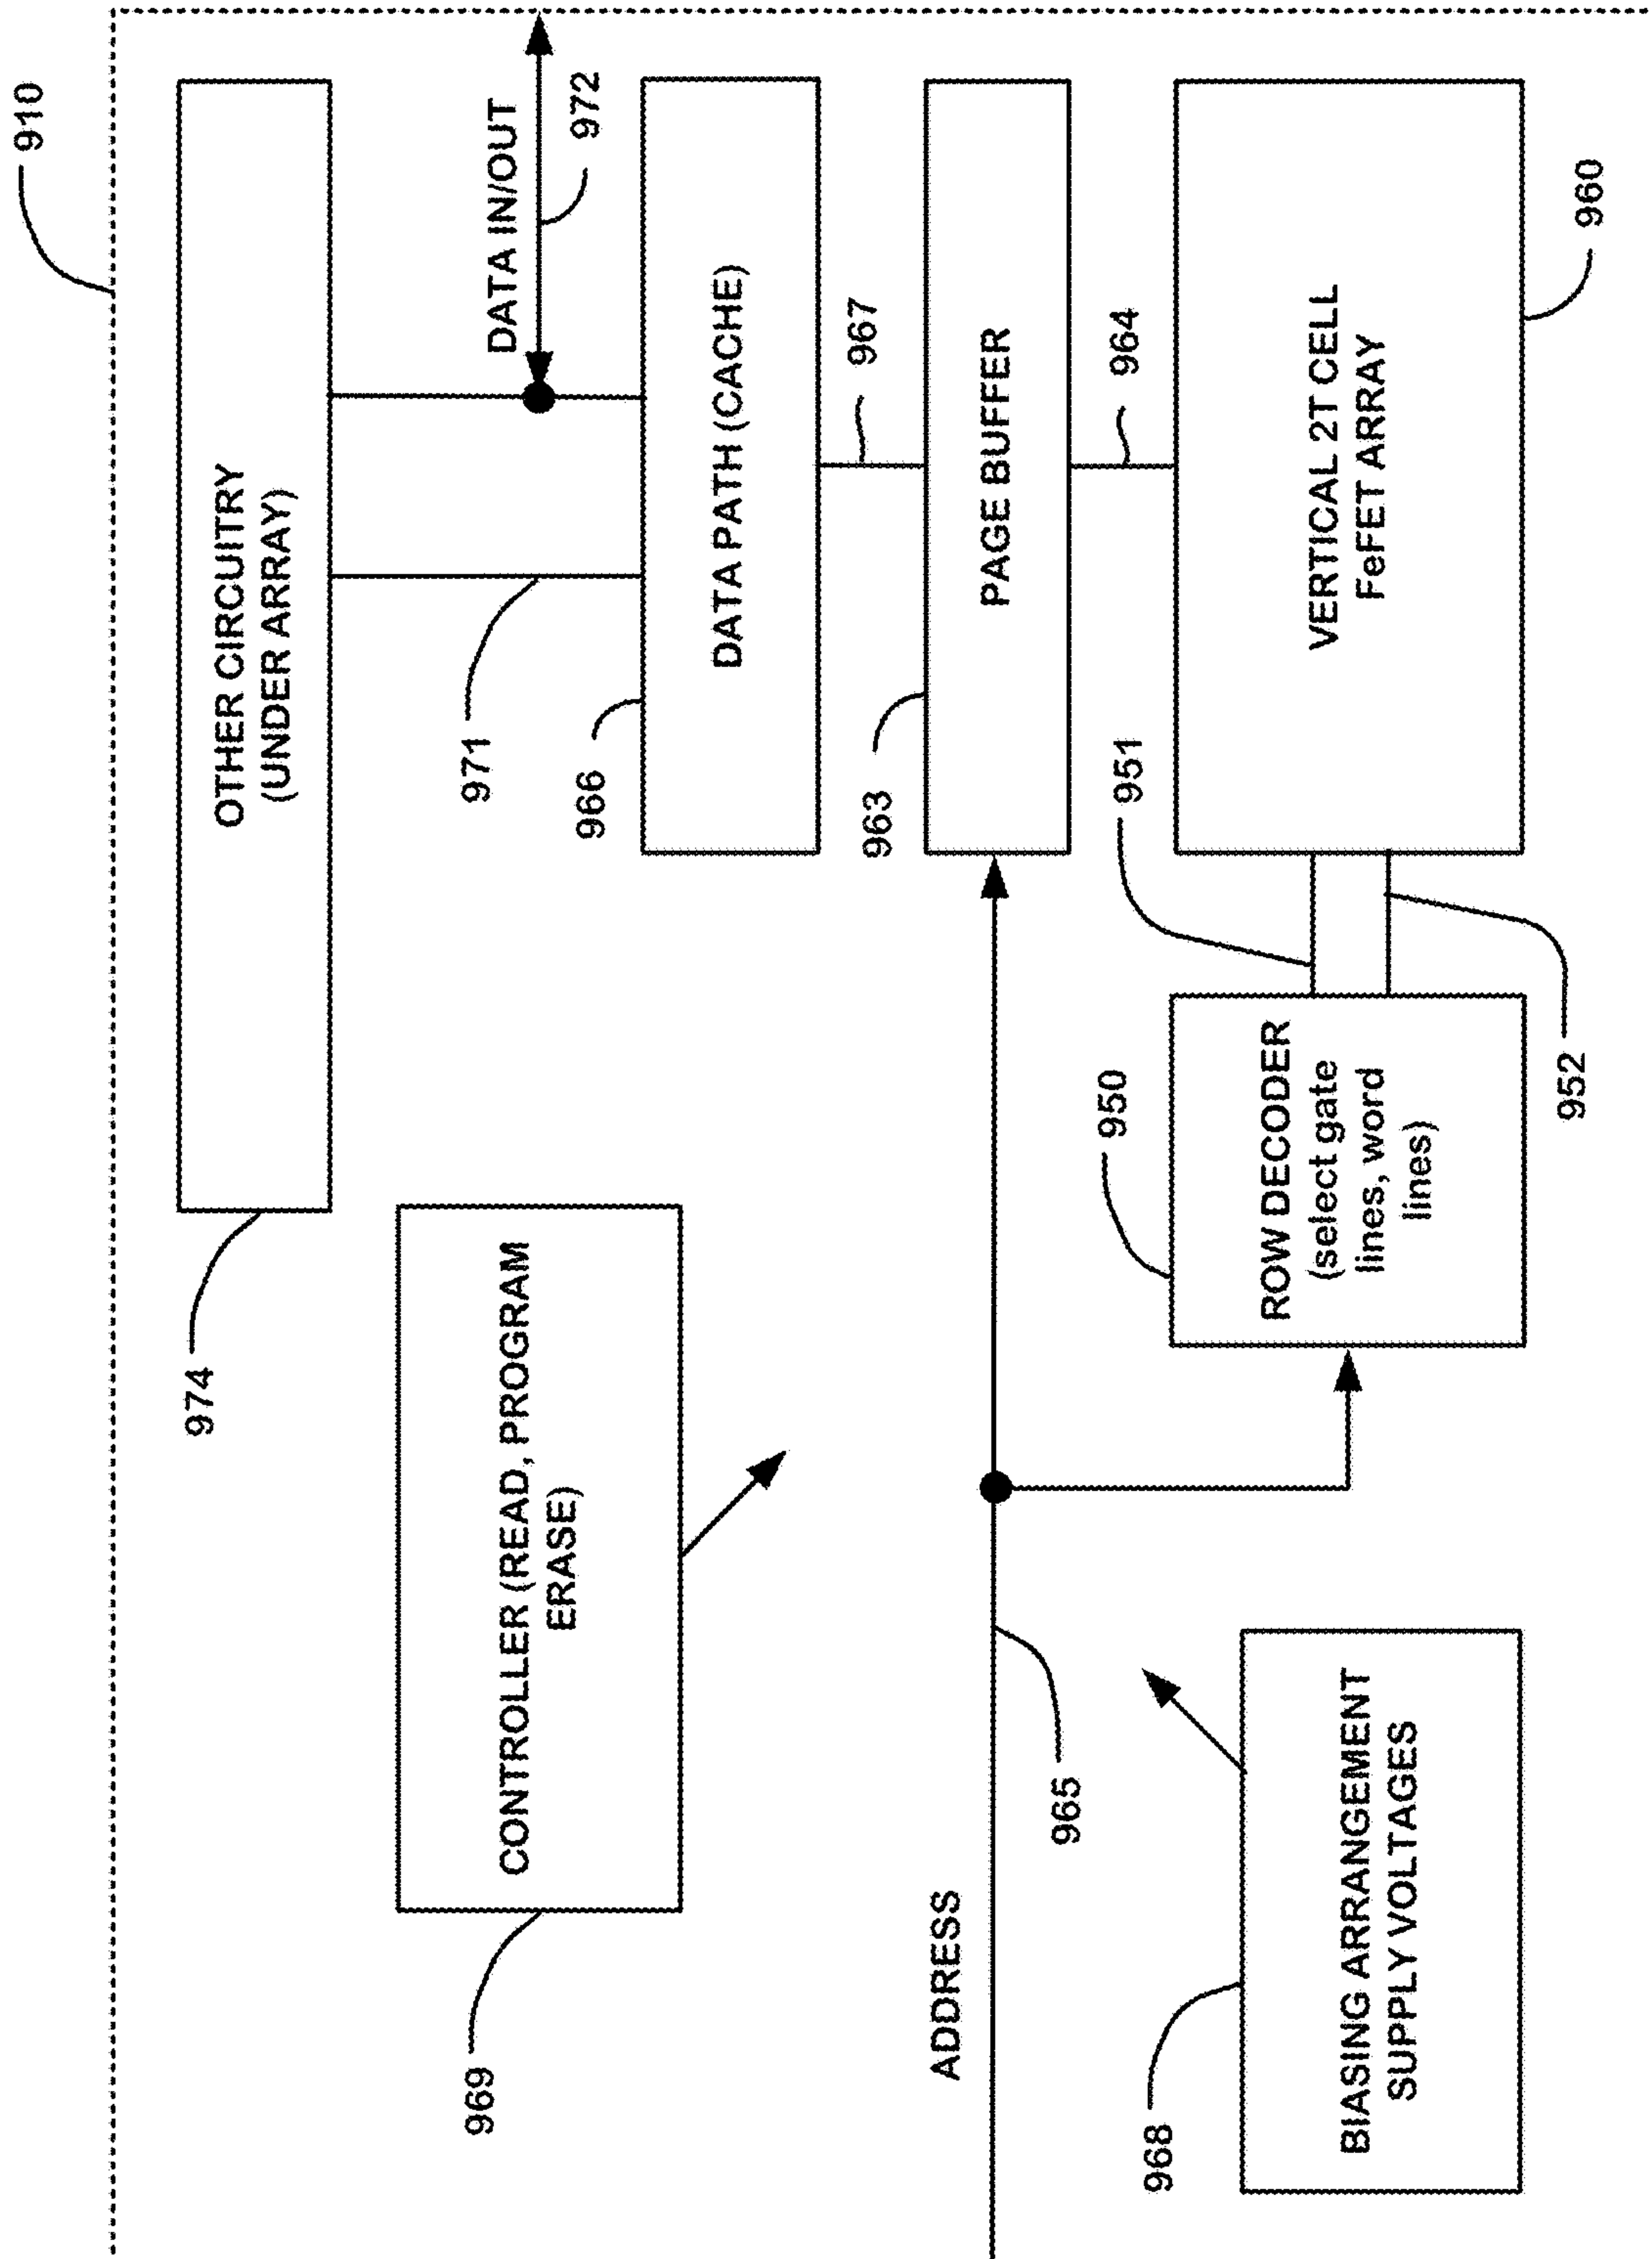 910
OTHER CIRCUITRY
(UNDER ARRAY)
974
DATA IN/OUT
972
971
CONTROLLER (READ, PROGRAM
ERASE)
969
966
DATA PATH (CACHE)
967
963
PAGE BUFFER
ADDRESS
965
964
951
950
968
BIASING ARRANGEMENT
SUPPLY VOLTAGES
ROW DECODER
(select gate
lines, word
lines)
VERTICAL 2T CELL
FeFET ARRAY
952
960